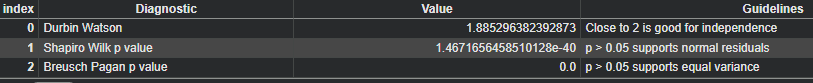 index Diagnostic Value Guidelines
0 Durbin Watson 1.885296382392873 Close to 2 is good for independence
1 Shapiro Wilk p value 1.4671656458510128e-40 p > 0.05 supports normal residuals
2 Breusch Pagan p value 0.0 p > 0.05 supports equal variance